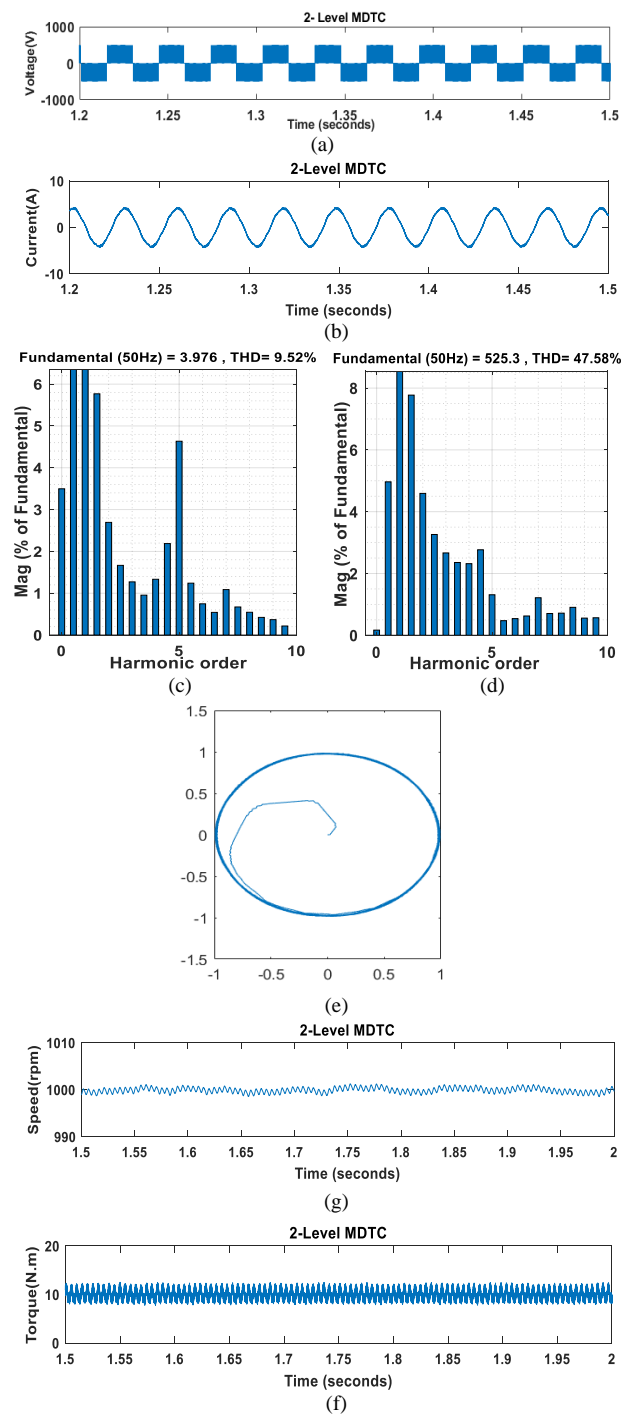 2- Level MDTC
Voltage(V)
1000
0
-1000
1.2 1.25 1.3 1.35 1.4 1.45 1.5
Time (seconds)
(a)
2-Level MDTC
Currrent(A)
10
0
-10
1.2 1.25 1.3 1.35 1.4 1.45 1.5
Time (seconds)
(b)
Fundamental (50Hz) = 3.976 , THD= 9.52%
Mag (% of Fundamental)
6
5
4
3
2
1
0
0 5 10
Harmonic order
(c)
Fundamental (50Hz) = 525.3 , THD= 47.58%
Mag (% of Fundamental)
8
6
4
2
0
0 5 10
Harmonic order
(d)
1.5
1
0.5
0
-0.5
-1
-1.5
-1 -0.5 0 0.5 1
(e)
2-Level MDTC
Speed(rpm)
1010
1000
990
1.5 1.55 1.6 1.65 1.7 1.75 1.8 1.85 1.9 1.95 2
Time (seconds)
(g)
2-Level MDTC
Torque(N.m)
20
10
0
1.5 1.55 1.6 1.65 1.7 1.75 1.8 1.85 1.9 1.95 2
Time (seconds)
(f)